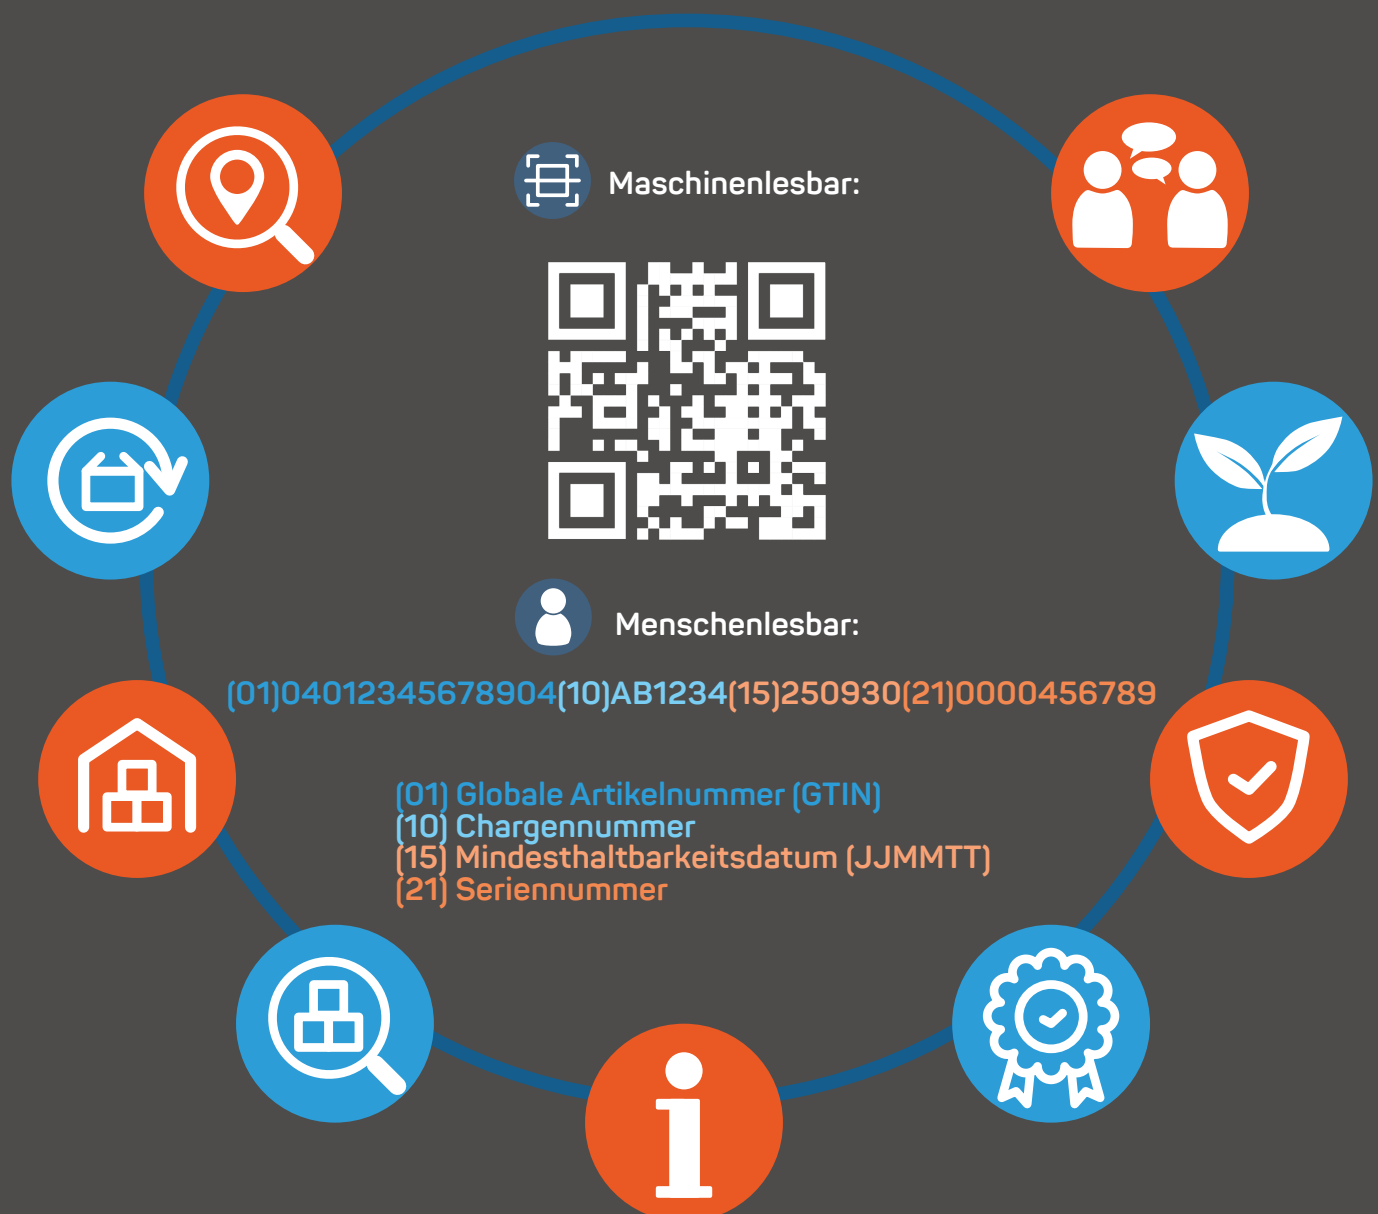 Maschinenlesbar:
Menschenlesbar:
(01)04012345678904(10)AB1234(15)250930(21)0000456789
(01) Globale Artikelnummer (GTIN)
(10) Chargennummer
(15) Mindesthaltbarkeitsdatum (JJMMTT)
(21) Seriennummer